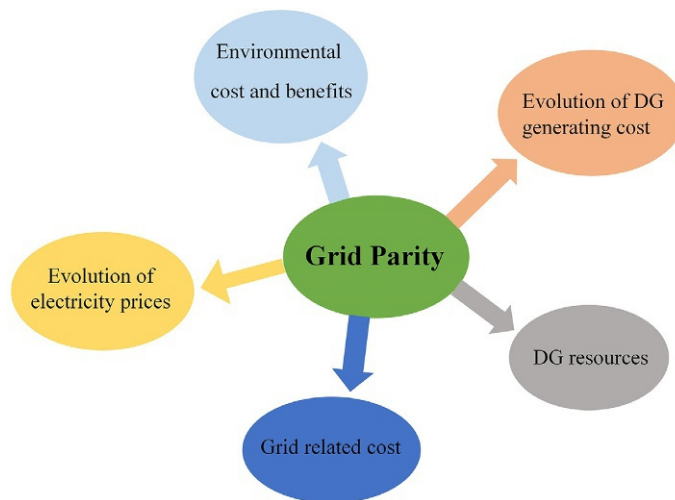 Environmental
cost and benefits
Evolution of DG
generating cost
Grid Parity
Evolution of
electricity prices
DG resources
Grid related cost